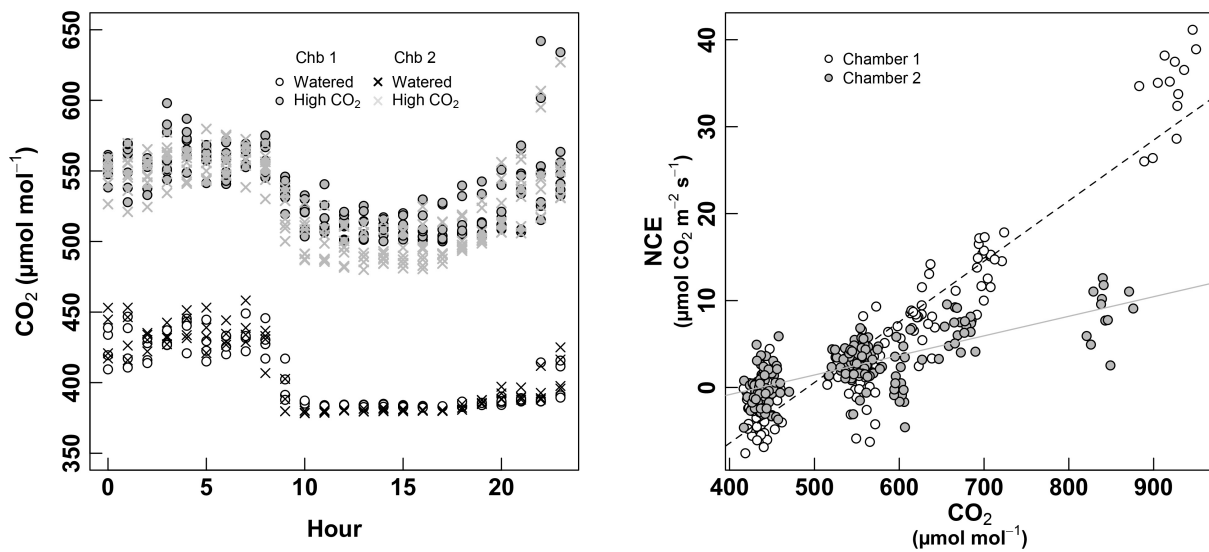 650
600
550
500
450
400
350
CO₂ (µmol mol⁻¹)
Chb 1 Chb 2
Watered Watered
High CO₂ High CO₂
0 5 10 15 20
Hour
40
30
20
10
0
NCE
(µmol CO₂ m⁻² s⁻¹)
Chamber 1
Chamber 2
400 500 600 700 800 900
CO₂
(µmol mol⁻¹)